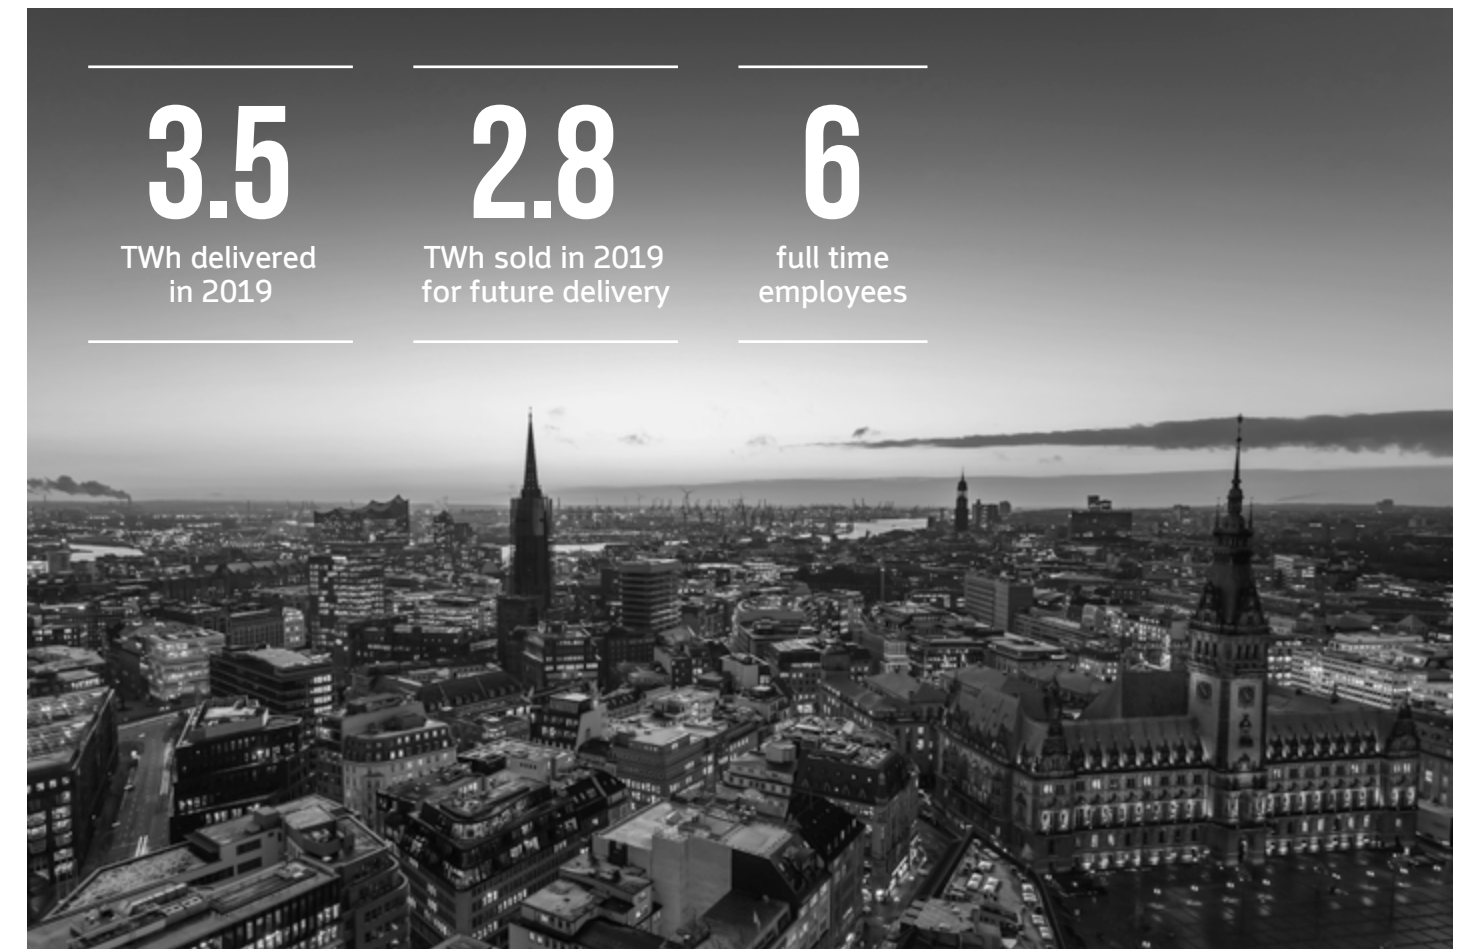 3.5
TWh delivered
in 2019
2.8
TWh sold in 2019
for future delivery
6
full time
employees